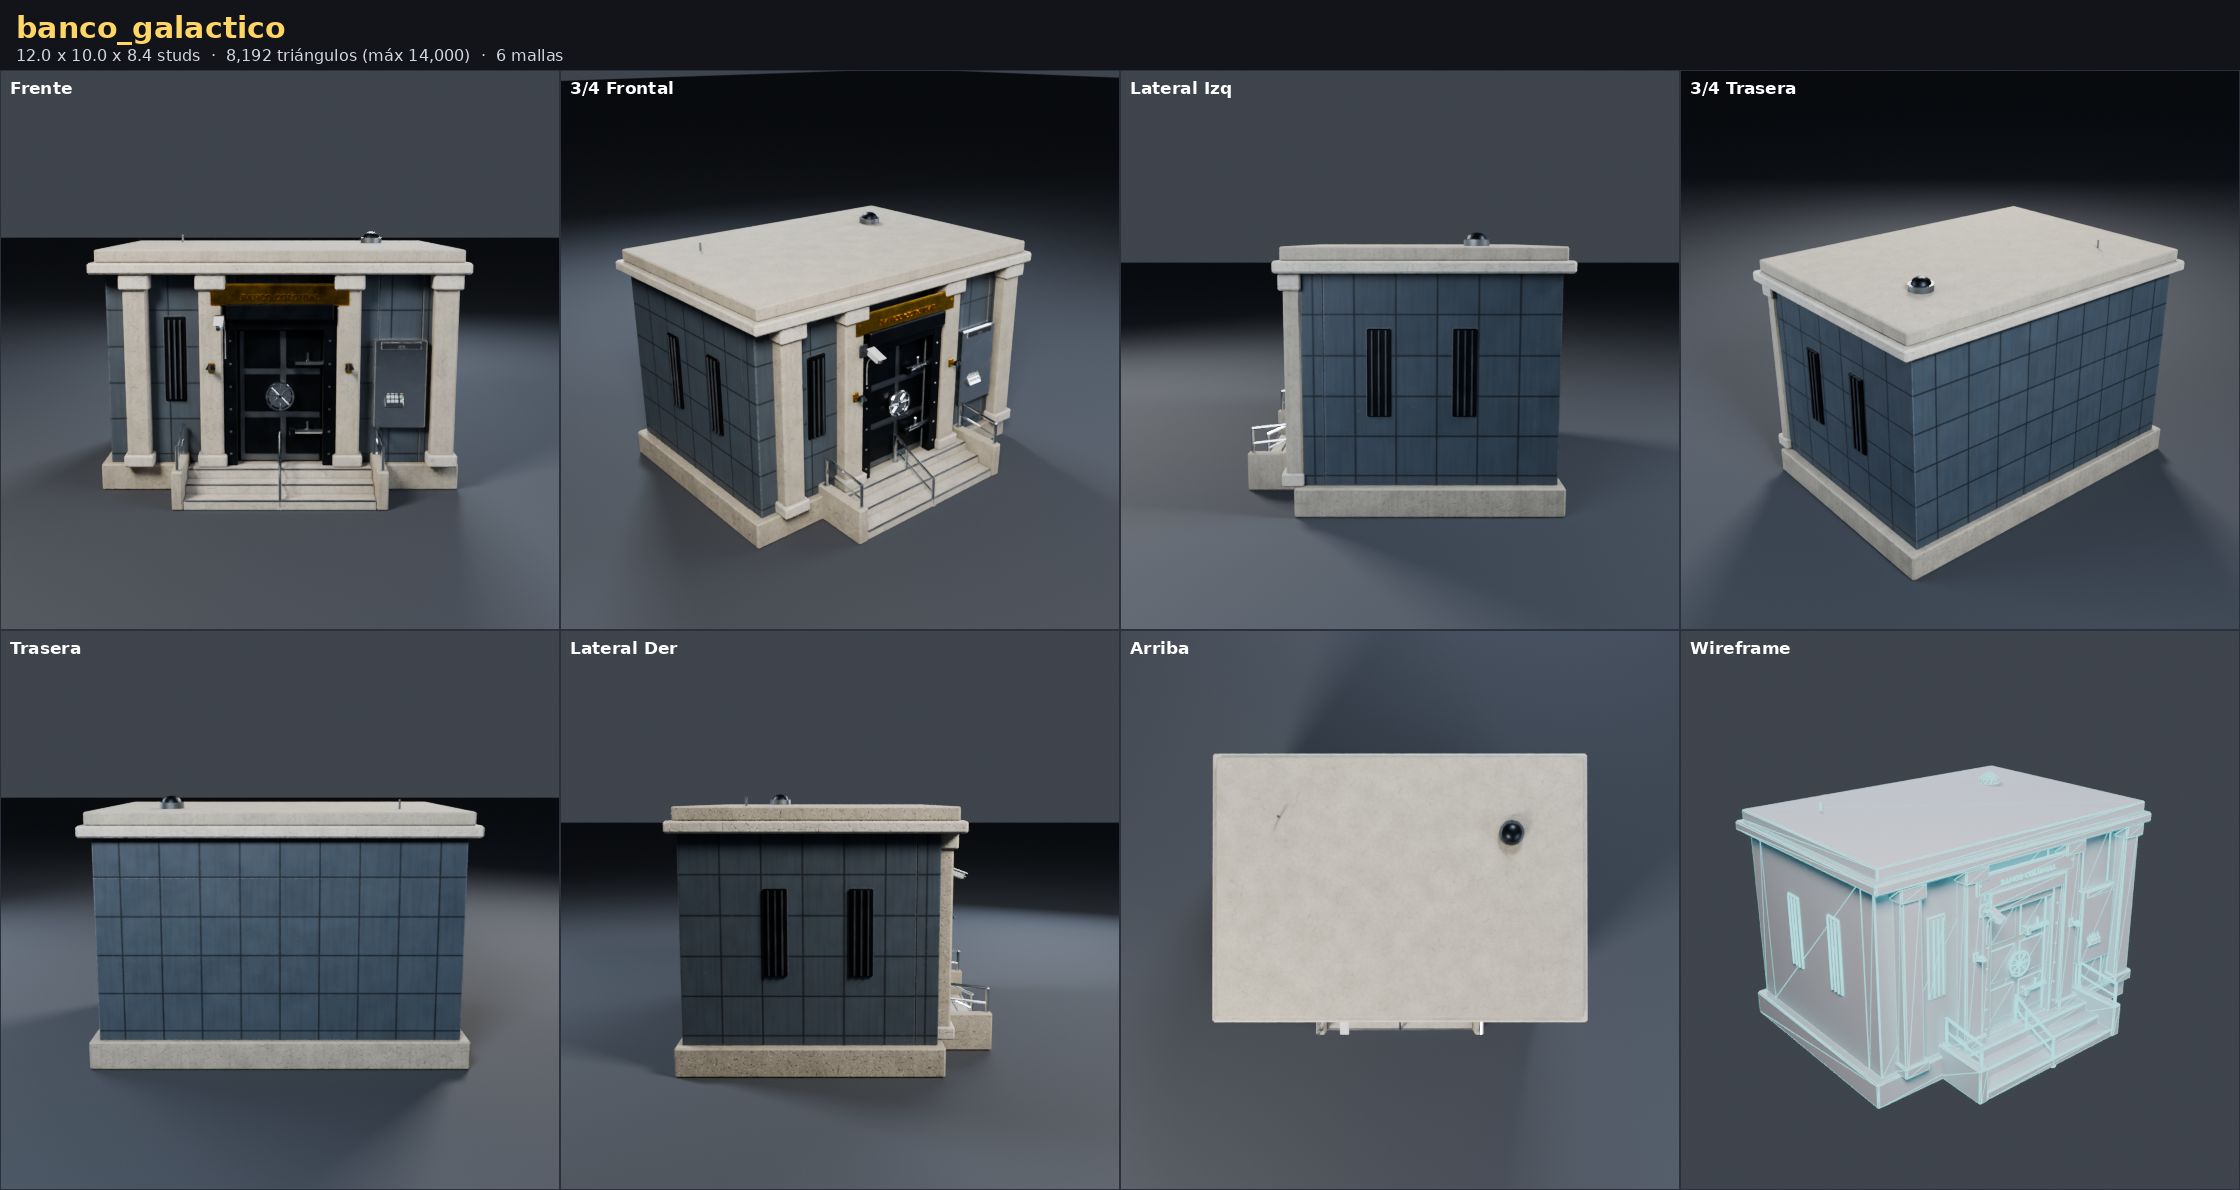 banco_galactico
12.0 x 10.0 x 8.4 studs · 8,192 triángulos (máx 14,000) · 6 mallas
Frente
3/4 Frontal
Lateral Izq
3/4 Trasera
Trasera
Lateral Der
Arriba
Wireframe